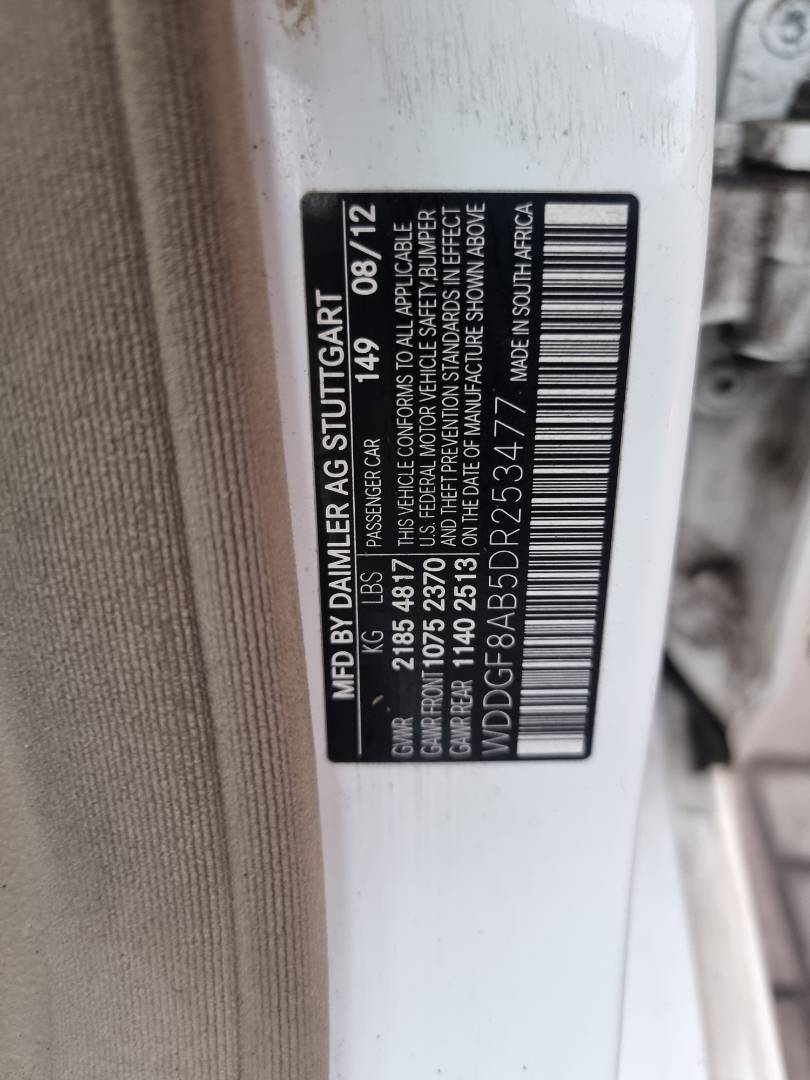 MFD BY DAIMLER AG STUTTGART
KG LBS PASSENGER CAR 149 08/12
GVWR 2185 4817 THIS VEHICLE CONFORMS TO ALL APPLICABLE
GAWR FRONT 1075 2370 U.S. FEDERAL MOTOR VEHICLE SAFETY, BUMPER
GAWR REAR 1140 2513 AND THEFT PREVENTION STANDARDS IN EFFECT
ON THE DATE OF MANUFACTURE SHOWN ABOVE
WDDGF8AB5DR253477 MADE IN SOUTH AFRICA
3